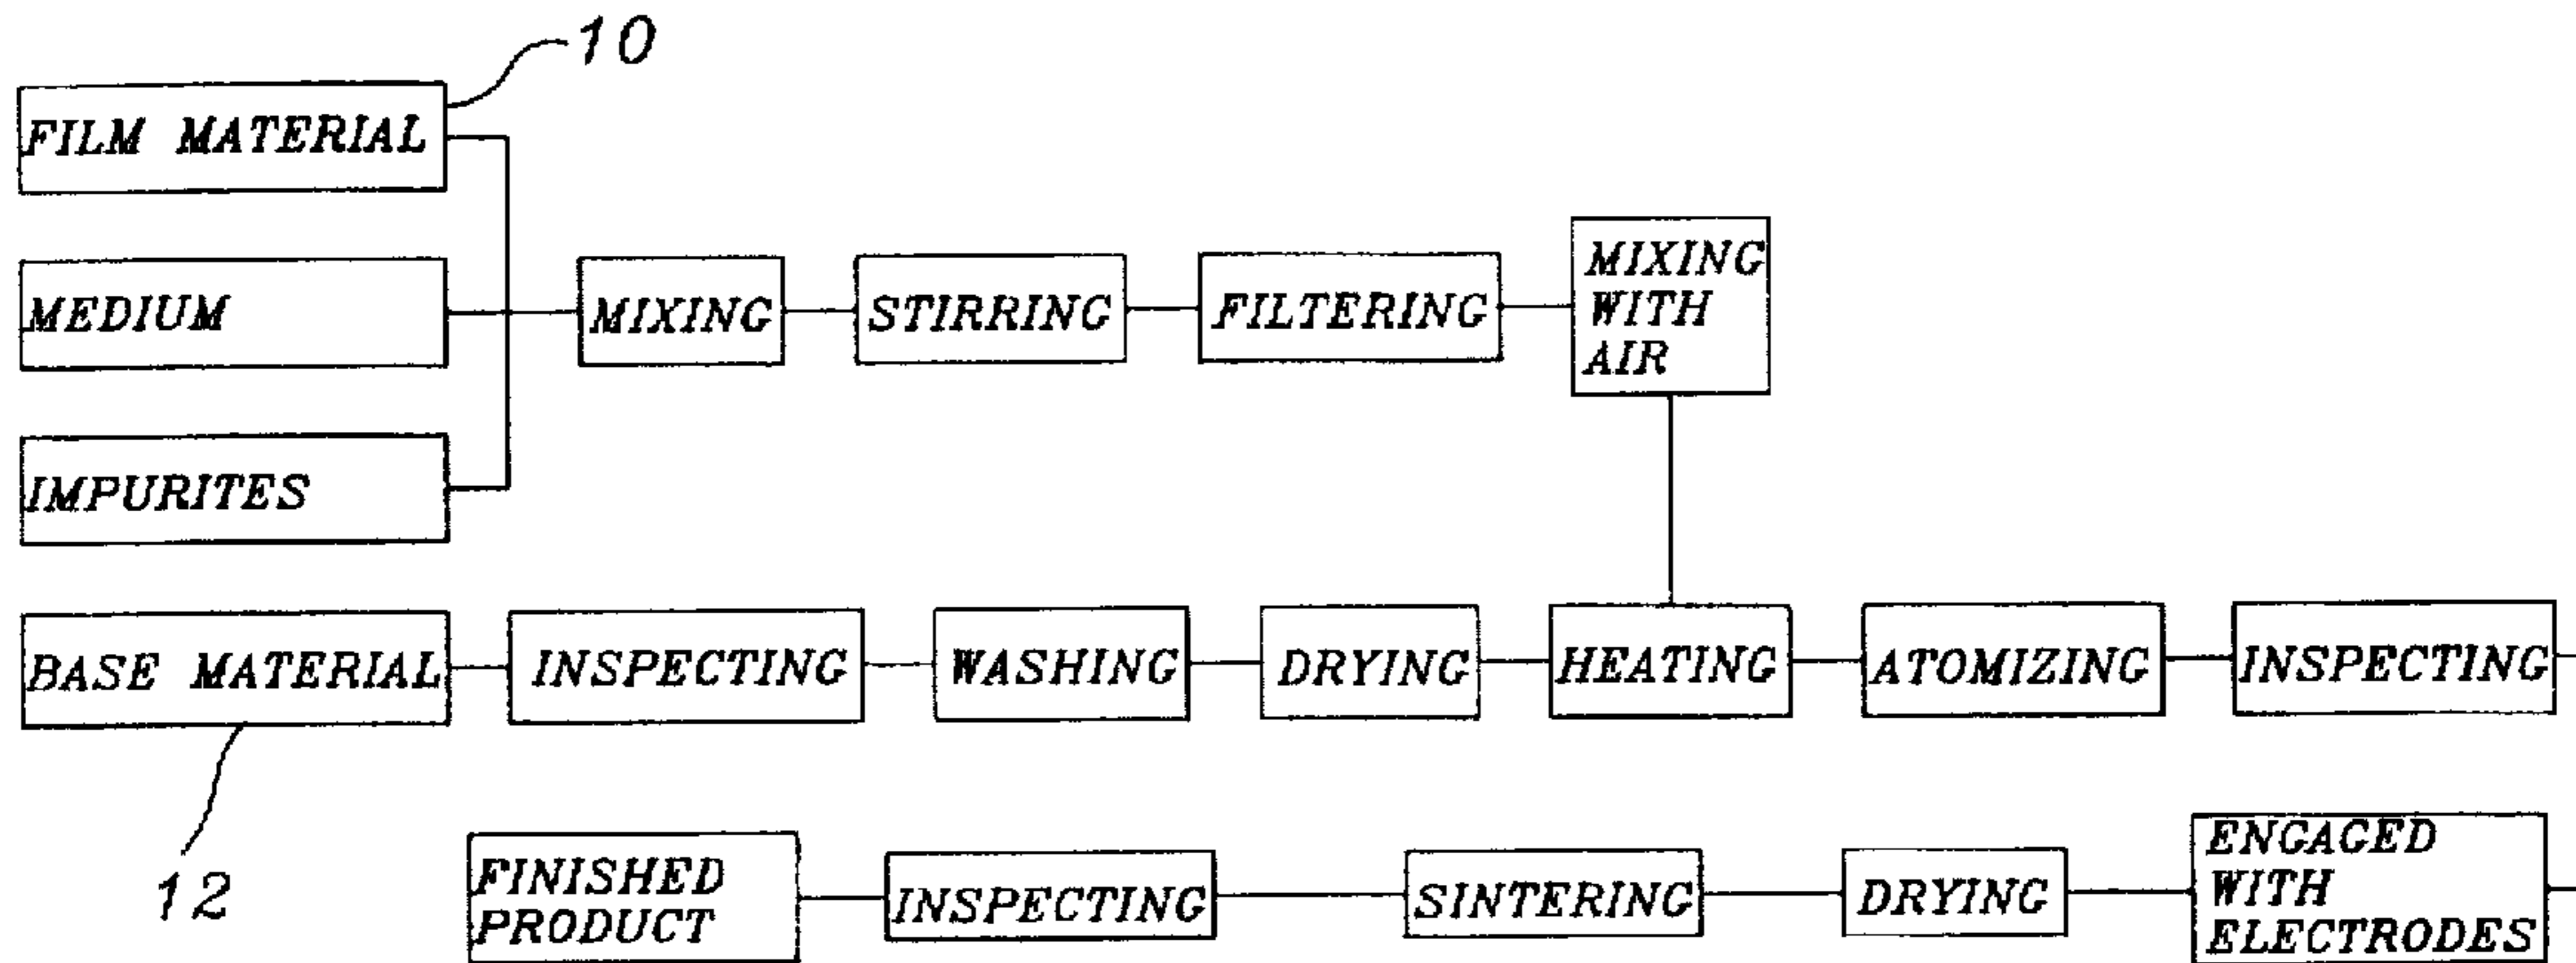 10
FILM MATERIAL
MEDIUM
IMPURITES
MIXING
STIRRING
FILTERING
MIXING
WITH
AIR
BASE MATERIAL
INSPECTING
WASHING
DRYING
HEATING
ATOMIZING
INSPECTING
12
FINISHED
PRODUCT
INSPECTING
SINTERING
DRYING
ENGAGED
WITH
ELECTRODES